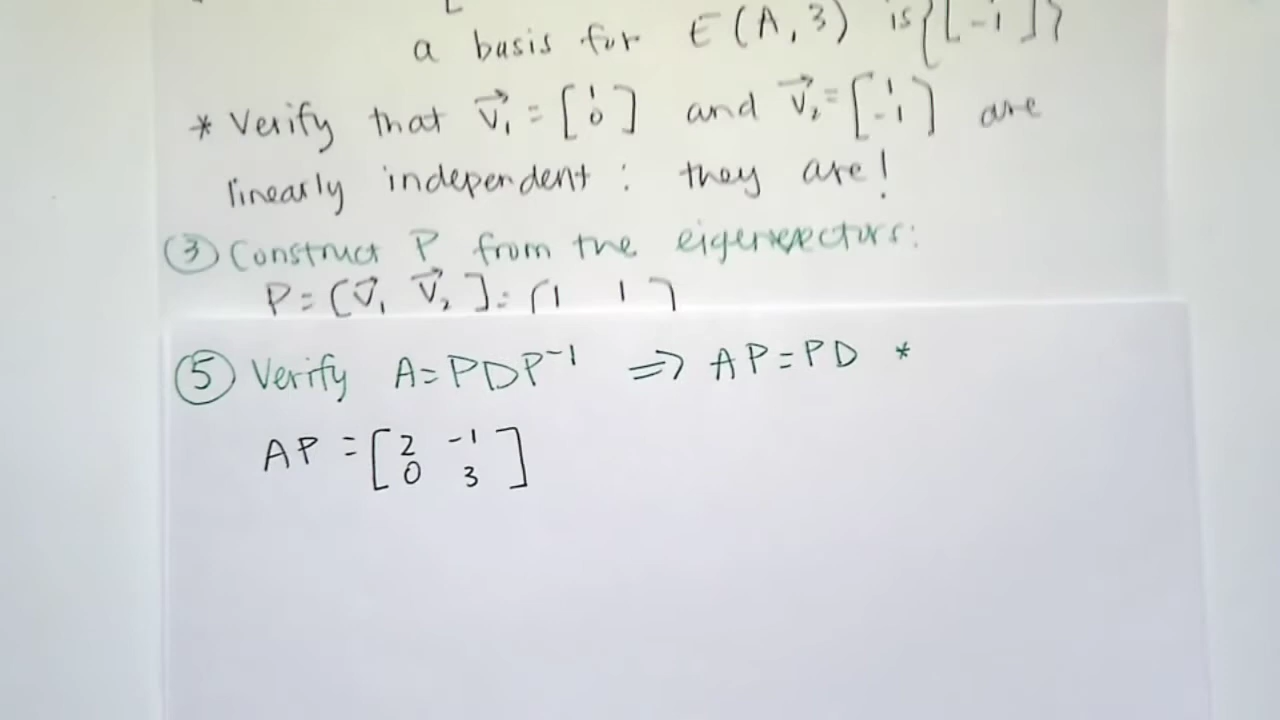 a basis for E(A,3) is {[ -1 ]}
* Verify that v⃗₁ = [1 0] and v⃗₂ = [1 -1] are
linearly independent : they are!
③ Construct P from the eigenvectors:
P = [v⃗₁ v⃗₂] = [1 1]
⑤ Verify A=PDP⁻¹ ⟹ AP=PD *
AP = [2 -1
0 3]